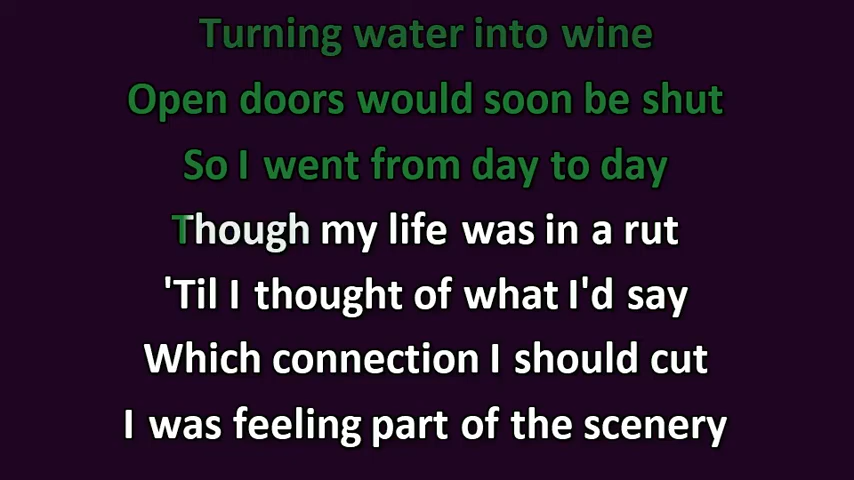 Turning water into wine
Open doors would soon be shut
So I went from day to day
Though my life was in a rut
'Til I thought of what I'd say
Which connection I should cut
I was feeling part of the scenery